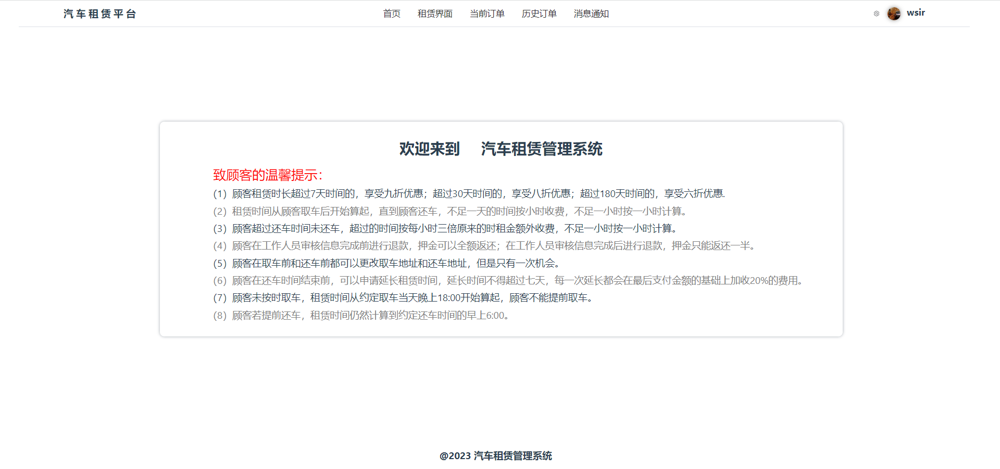 汽车租赁平台
首页 租赁界面 当前订单 历史订单 消息通知
wsir
欢迎来到 汽车租赁管理系统
致顾客的温馨提示：
(1）顾客租赁时长超过7天时间的，享受九折优惠；超过30天时间的，享受八折优惠；超过180天时间的，享受六折优惠.
(2）租赁时间从顾客取车后开始算起，直到顾客还车，不足一天的时间按小时收费，不足一小时按一小时计算。
(3）顾客超过还车时间未还车，超过的时间按每小时三倍原来的时租金额外收费，不足一小时按一小时计算。
(4）顾客在工作人员审核信息完成前进行退款，押金可以全额返还；在工作人员审核信息完成后进行退款，押金只能返还一半。
(5）顾客在取车前和还车前都可以更改取车地址和还车地址，但是只有一次机会。
(6）顾客在还车时间结束前，可以申请延长租赁时间，延长时间不得超过七天，每一次延长都会在最后支付金额的基础上加收20%的费用。
(7）顾客未按时取车，租赁时间从约定取车当天晚上18:00开始算起，顾客不能提前取车。
(8）顾客若提前还车，租赁时间仍然计算到约定还车时间的早上6:00。
@2023 汽车租赁管理系统